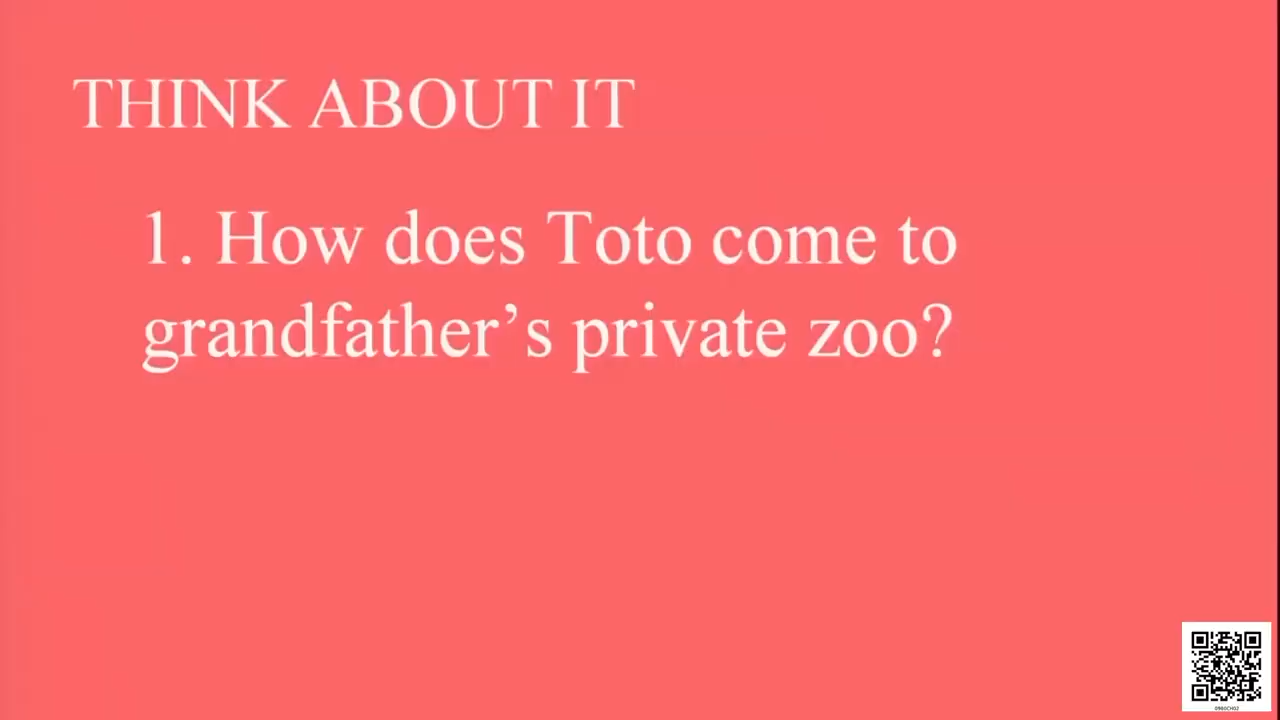 THINK ABOUT IT
1. How does Toto come to
grandfather’s private zoo?